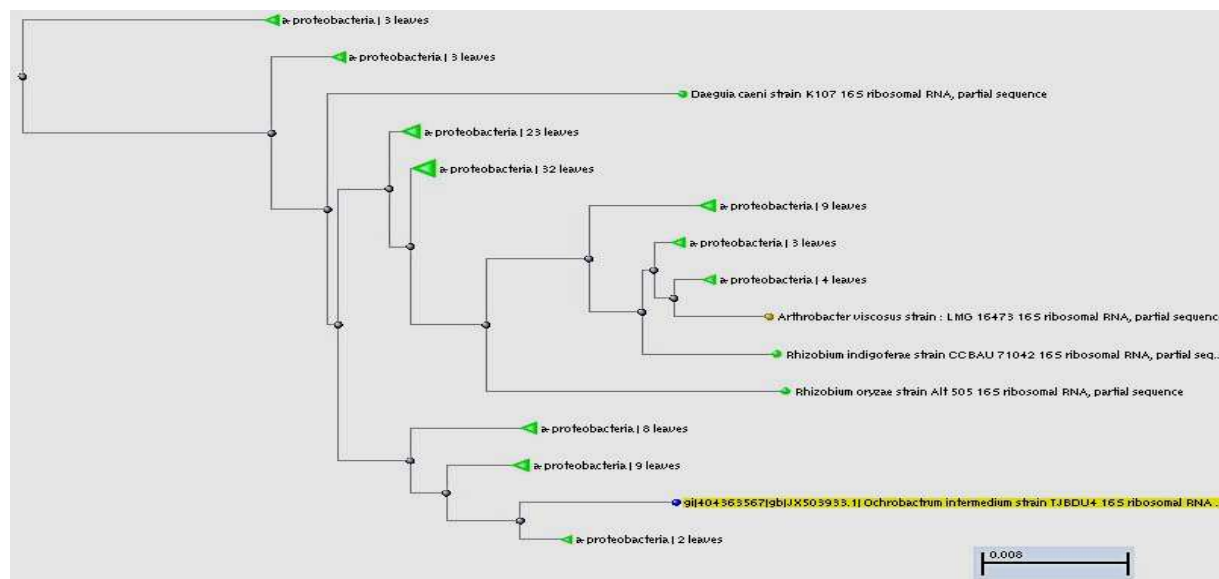 a-proteobacteria | 3 leaves
a-proteobacteria | 3 leaves
Daeguia caeni strain K107 16S ribosomal RNA, partial sequence
a-proteobacteria | 23 leaves
a-proteobacteria | 32 leaves
a-proteobacteria | 9 leaves
a-proteobacteria | 3 leaves
a-proteobacteria | 4 leaves
Arthrobacter viscosus strain : LMG 16473 16S ribosomal RNA, partial sequence
Rhizobium indigoferae strain CCBAU 71042 16S ribosomal RNA, partial seq...
Rhizobium oryzae strain Alt 505 16S ribosomal RNA, partial sequence
a-proteobacteria | 8 leaves
a-proteobacteria | 9 leaves
gi|404363567|gb|JX503933.1| Ochrobactrum intermedium strain TJBDU4 16S ribosomal RNA ...
a-proteobacteria | 2 leaves
0.008